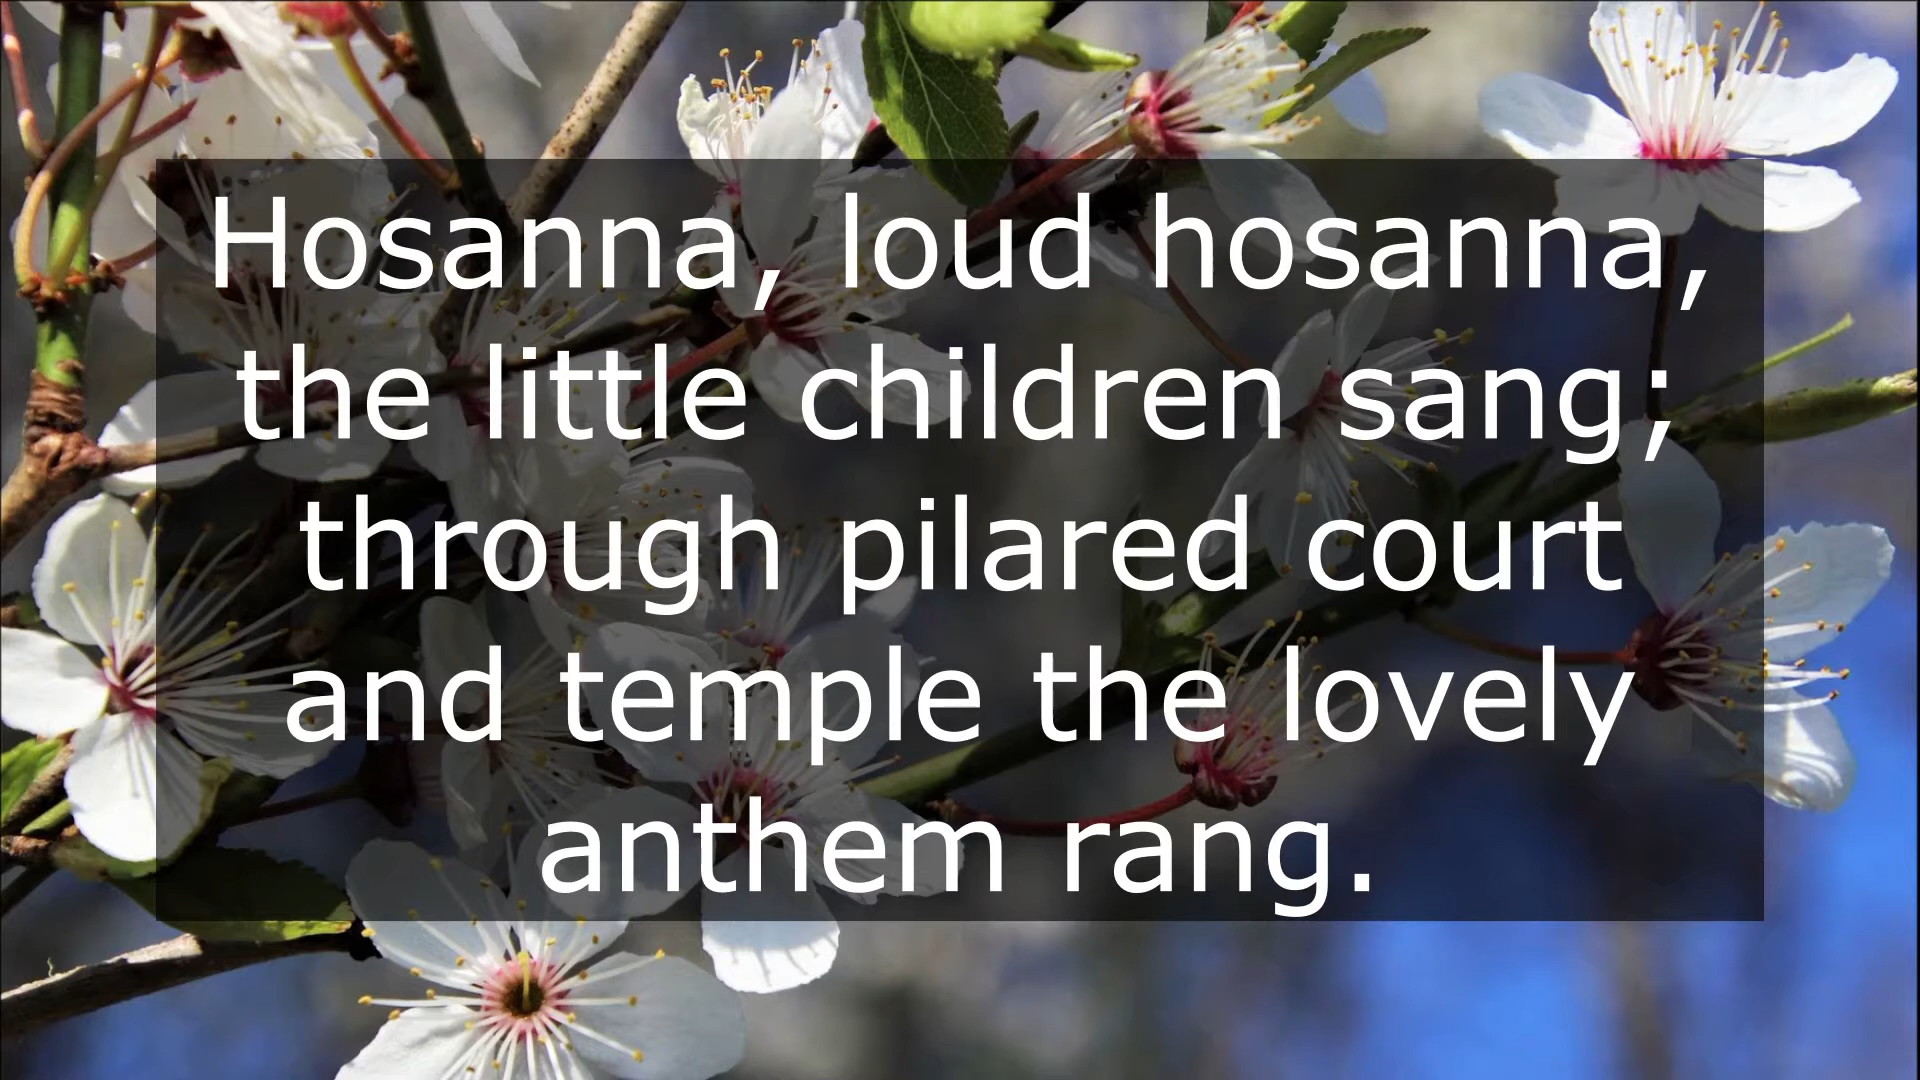 Hosanna, loud hosanna,
the little children sang;
through pilared court
and temple the lovely
anthem rang.